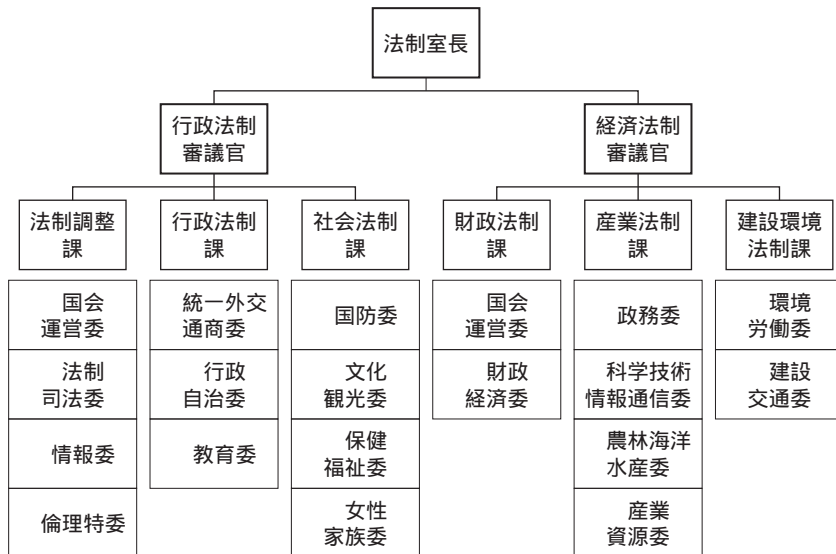 法制室長
行政法制
審議官
経済法制
審議官
法制調整
課
行政法制
課
社会法制
課
財政法制
課
産業法制
課
建設環境
法制課
国会
運営委
法制
司法委
情報委
倫理特委
統一外交
通商委
行政
自治委
教育委
国防委
文化
観光委
保健
福祉委
女性
家族委
国会
運営委
財政
経済委
政務委
科学技術
情報通信委
農林海洋
水産委
産業
資源委
環境
労働委
建設
交通委